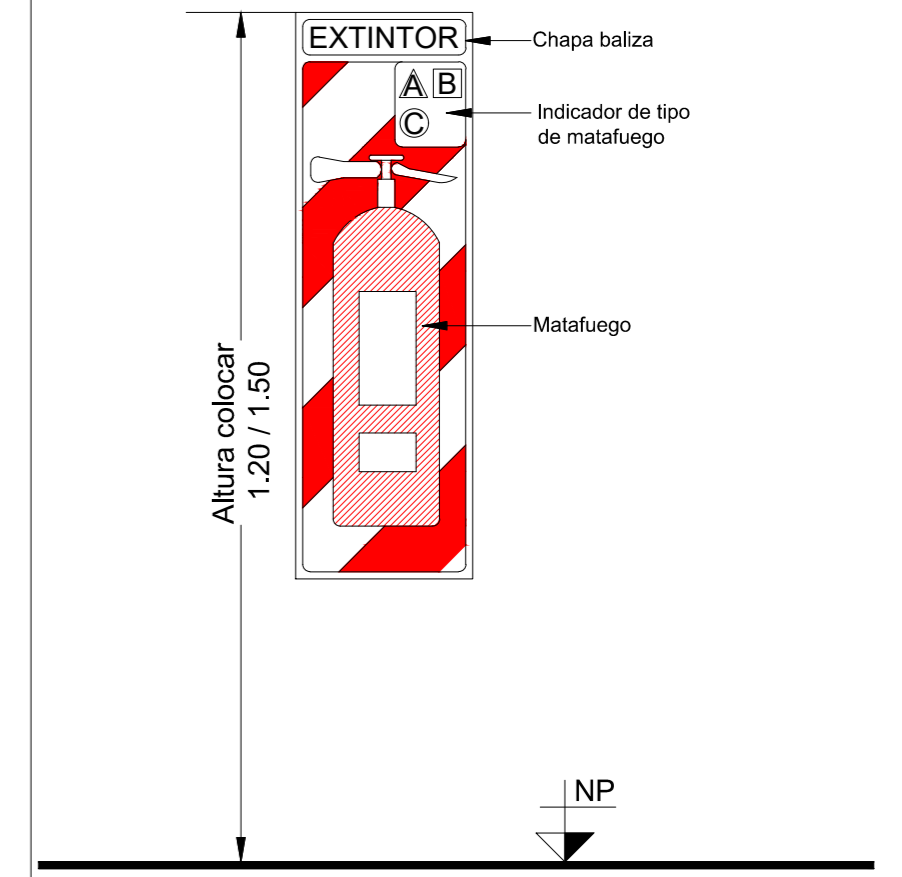 EXTINTOR
Chapa baliza
A B
C
Indicador de tipo
de matafuego
Matafuego
Altura colocar
1.20 / 1.50
NP